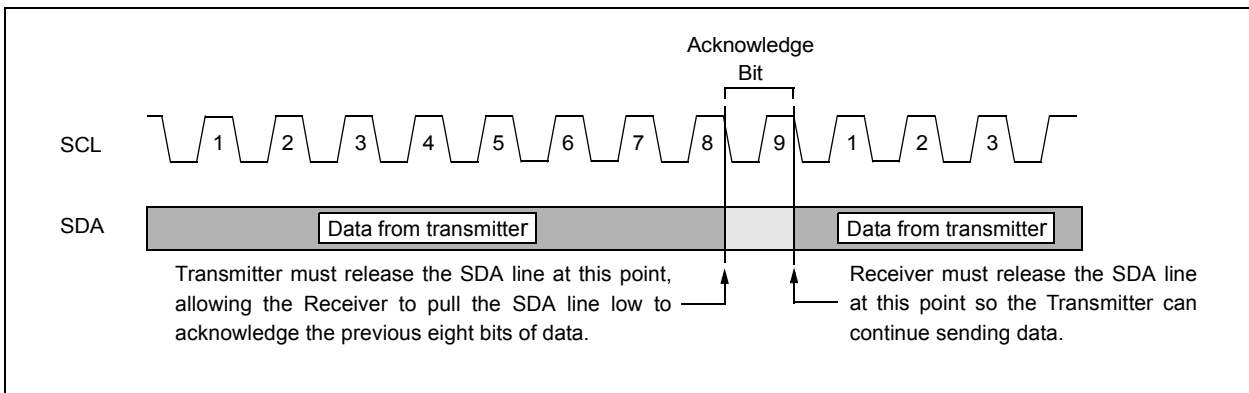 Acknowledge
Bit
SCL
1 2 3 4 5 6 7 8 9 1 2 3
SDA
Data from transmitter
Data from transmitter
Transmitter must release the SDA line at this point,
allowing the Receiver to pull the SDA line low to
acknowledge the previous eight bits of data.
Receiver must release the SDA line
at this point so the Transmitter can
continue sending data.